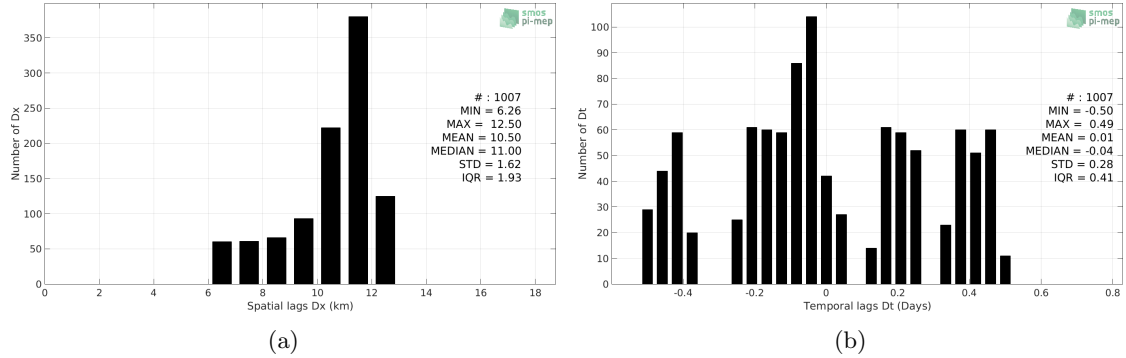 smos
pi-mep
Number of Dx
350
300
250
200
150
100
50
0
# : 1007
MIN = 6.26
MAX = 12.50
MEAN = 10.50
MEDIAN = 11.00
STD = 1.62
IQR = 1.93
0 2 4 6 8 10 12 14 16 18
Spatial lags Dx (km)
(a)
smos
pi-mep
Number of Dt
100
90
80
70
60
50
40
30
20
10
0
# : 1007
MIN = -0.50
MAX = 0.49
MEAN = 0.01
MEDIAN = -0.04
STD = 0.28
IQR = 0.41
-0.4 -0.2 0 0.2 0.4 0.6 0.8
Temporal lags Dt (Days)
(b)